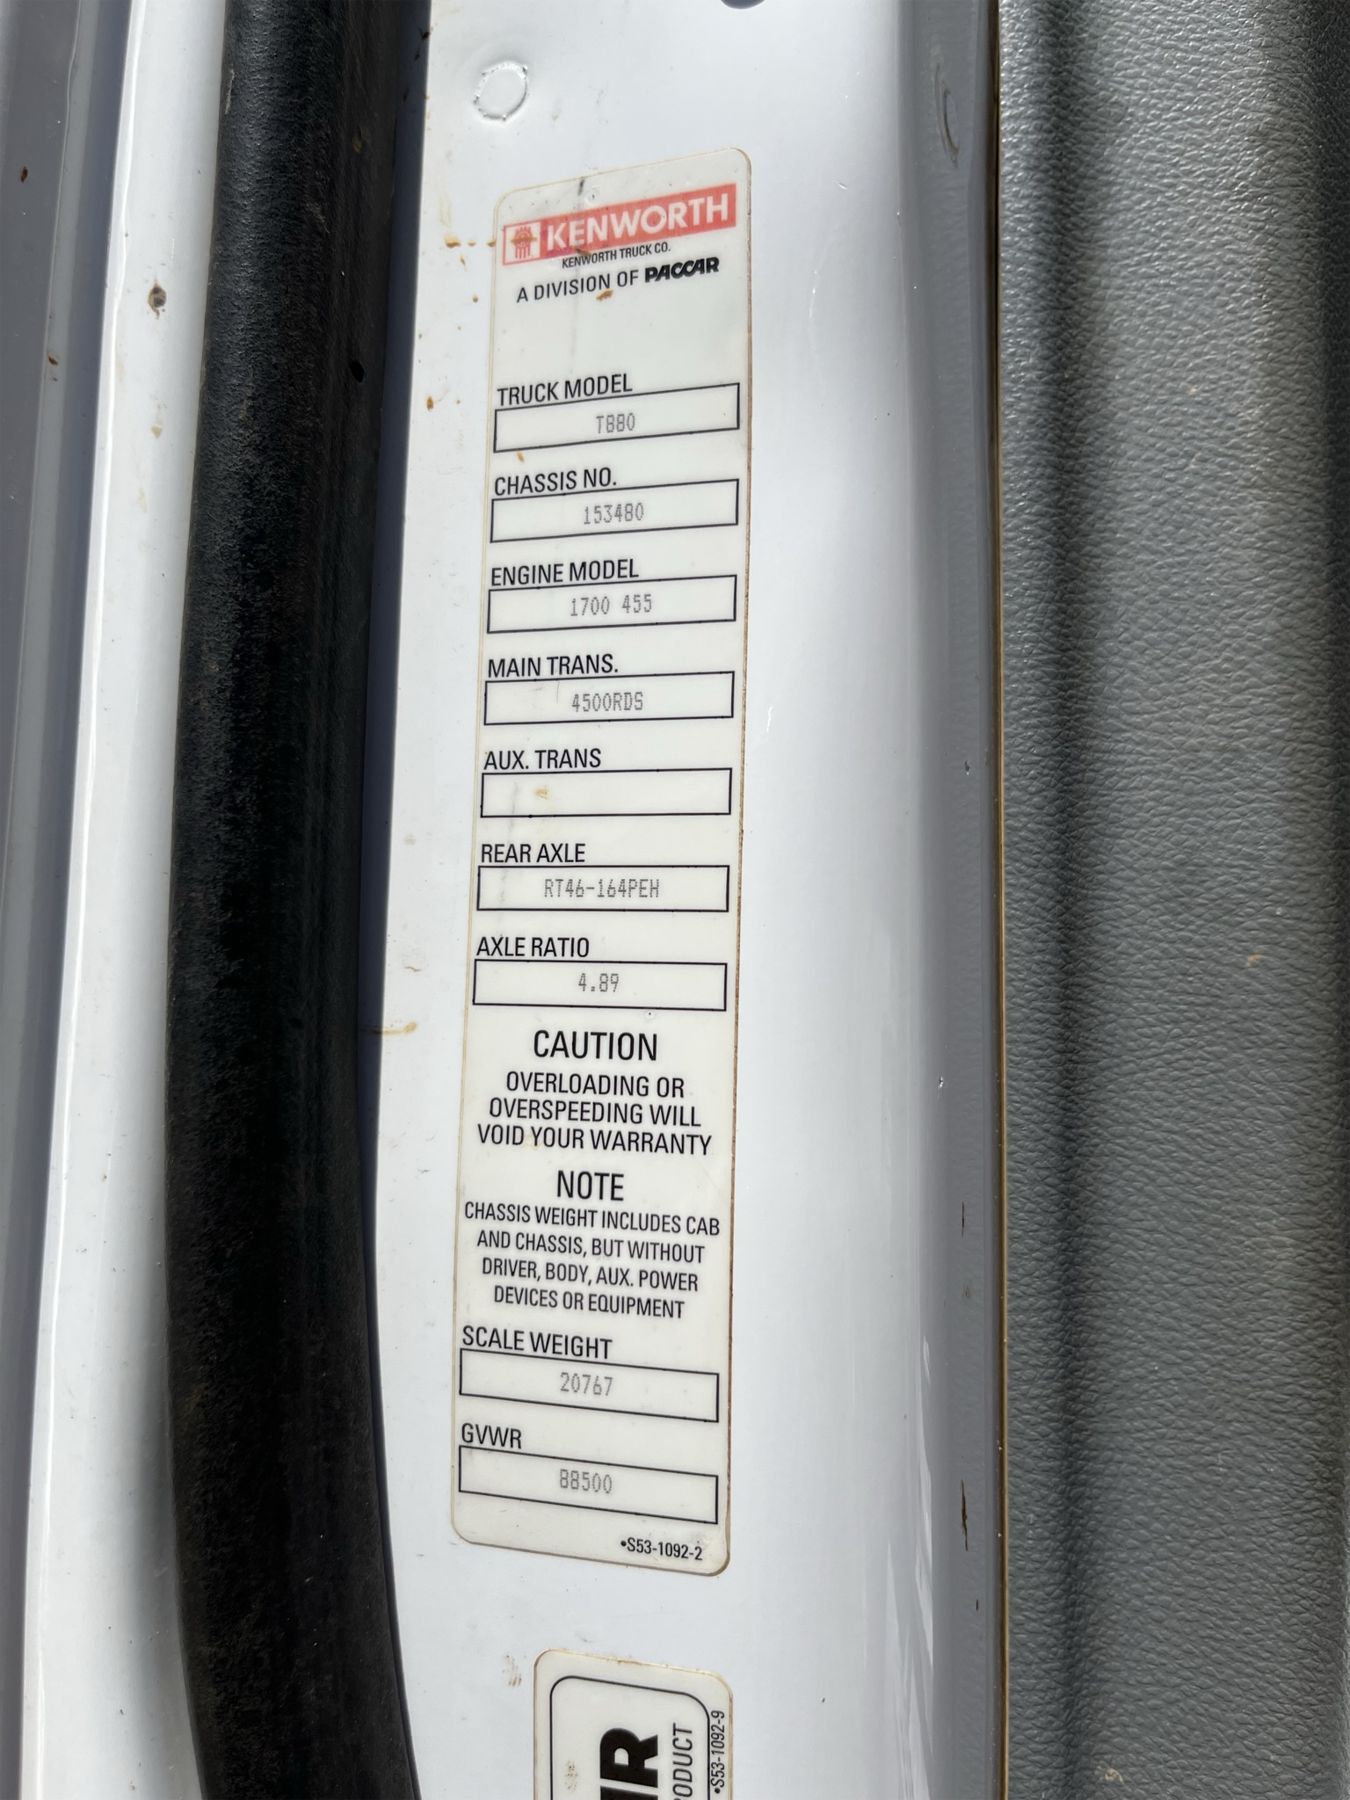 KENWORTH
KENWORTH TRUCK CO.
A DIVISION OF PACCAR
TRUCK MODEL
T880
CHASSIS NO.
153480
ENGINE MODEL
1700 455
MAIN TRANS.
4500RDS
AUX. TRANS
REAR AXLE
RT46-164PEH
AXLE RATIO
4.89
CAUTION
OVERLOADING OR
OVERSPEEDING WILL
VOID YOUR WARRANTY
NOTE
CHASSIS WEIGHT INCLUDES CAB
AND CHASSIS, BUT WITHOUT
DRIVER, BODY, AUX. POWER
DEVICES OR EQUIPMENT
SCALE WEIGHT
20767
GVWR
88500
•S53-1092-2
•S53-1092-9